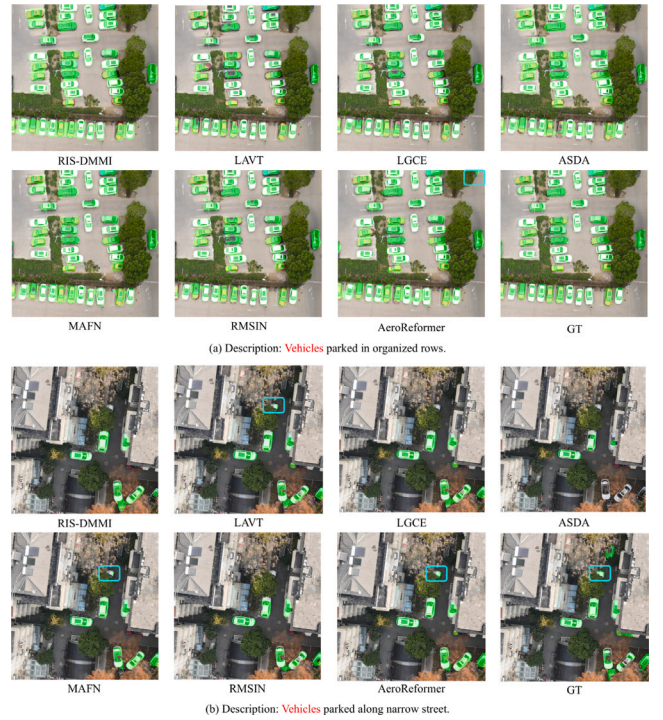 RIS-DMMI LAVT LGCE ASDA
MAFN RMSIN AeroReformer GT
(a) Description: Vehicles parked in organized rows.
RIS-DMMI LAVT LGCE ASDA
MAFN RMSIN AeroReformer GT
(b) Description: Vehicles parked along narrow street.